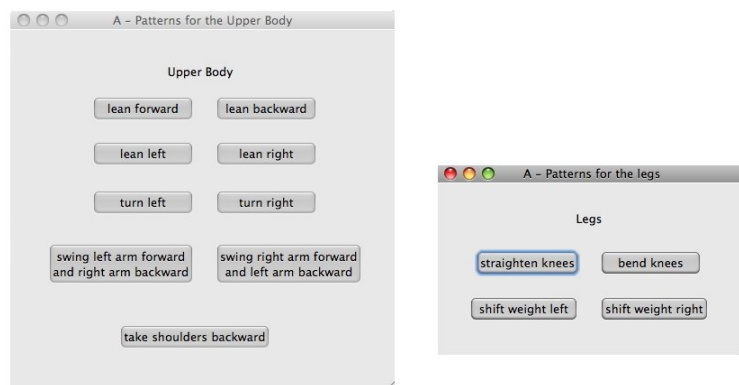 A - Patterns for the Upper Body
Upper Body
lean forward
lean backward
lean left
lean right
turn left
turn right
swing left arm forward
and right arm backward
swing right arm forward
and left arm backward
take shoulders backward
A - Patterns for the legs
Legs
straighten knees
bend knees
shift weight left
shift weight right